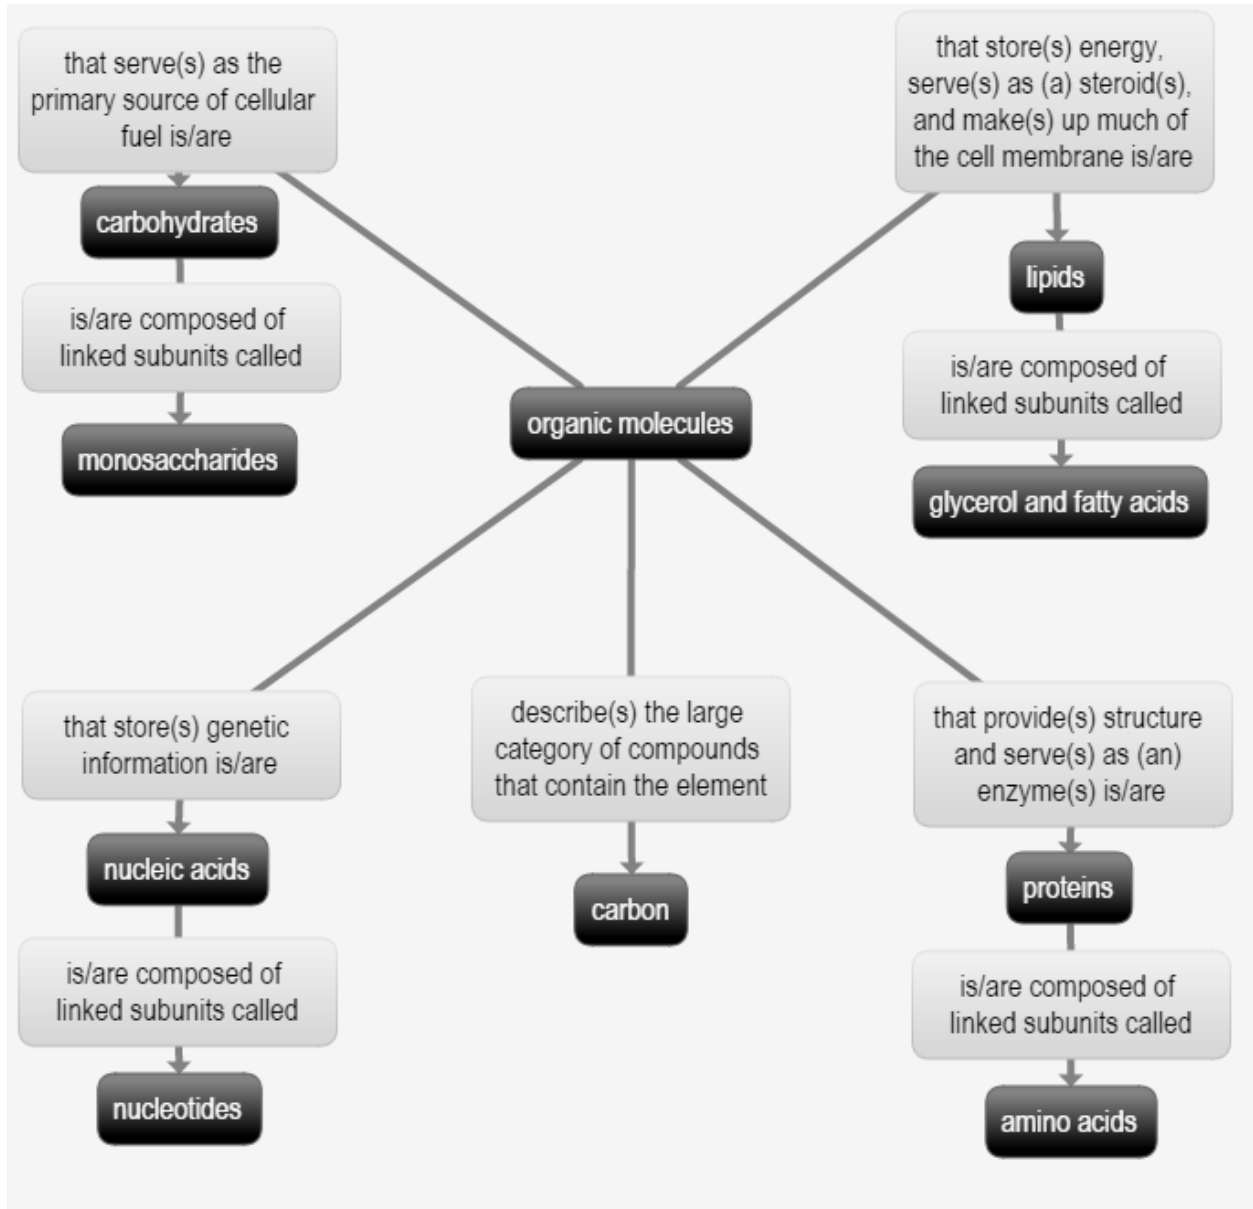 that serve(s) as the
primary source of cellular
fuel is/are
carbohydrates
is/are composed of
linked subunits called
monosaccharides
that store(s) energy,
serve(s) as (a) steroid(s),
and make(s) up much of
the cell membrane is/are
lipids
is/are composed of
linked subunits called
glycerol and fatty acids
organic molecules
that store(s) genetic
information is/are
nucleic acids
is/are composed of
linked subunits called
nucleotides
describe(s) the large
category of compounds
that contain the element
carbon
that provide(s) structure
and serve(s) as (an)
enzyme(s) is/are
proteins
is/are composed of
linked subunits called
amino acids